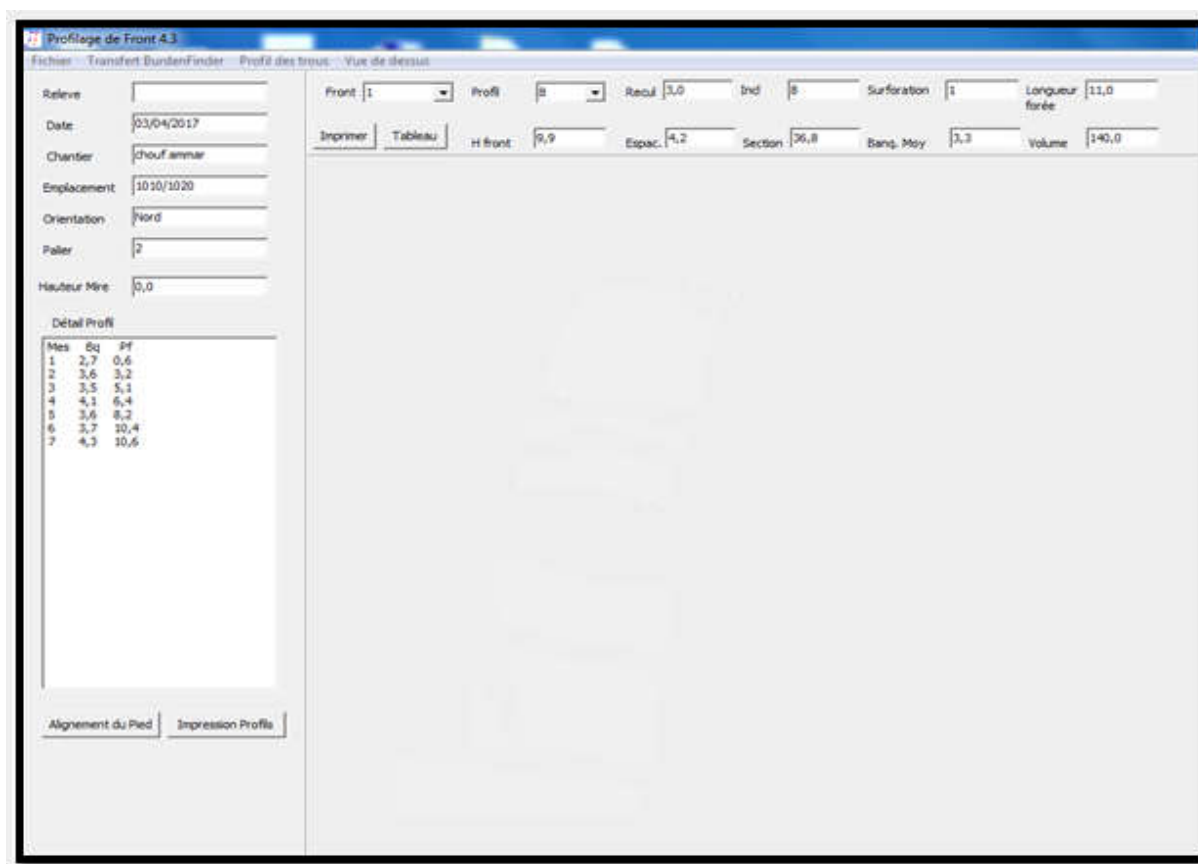 Profilage de Front 4.3
Fichier Transfert BurdenFinder Profil des trous Vue de dessus
Releve
Date 03/04/2017
Chantier chouf ammar
Emplacement 1010/1020
Orientation Nord
Palier 2
Hauteur Mire 0,0
Détail Profil
Mes Bq Pf
1 2,7 0,6
2 3,6 3,2
3 3,5 5,1
4 4,1 6,4
5 3,6 8,2
6 3,7 10,4
7 4,3 10,6
Alignement du Pied Impression Profils
Front 1 Profil 8 Recul 3,0 Incl 8 Surforation 1 Longueur forée 11,0
Imprimer Tableau H front 9,9 Espac. 4,2 Section 36,8 Banq. Moy 3,3 Volume 140,0